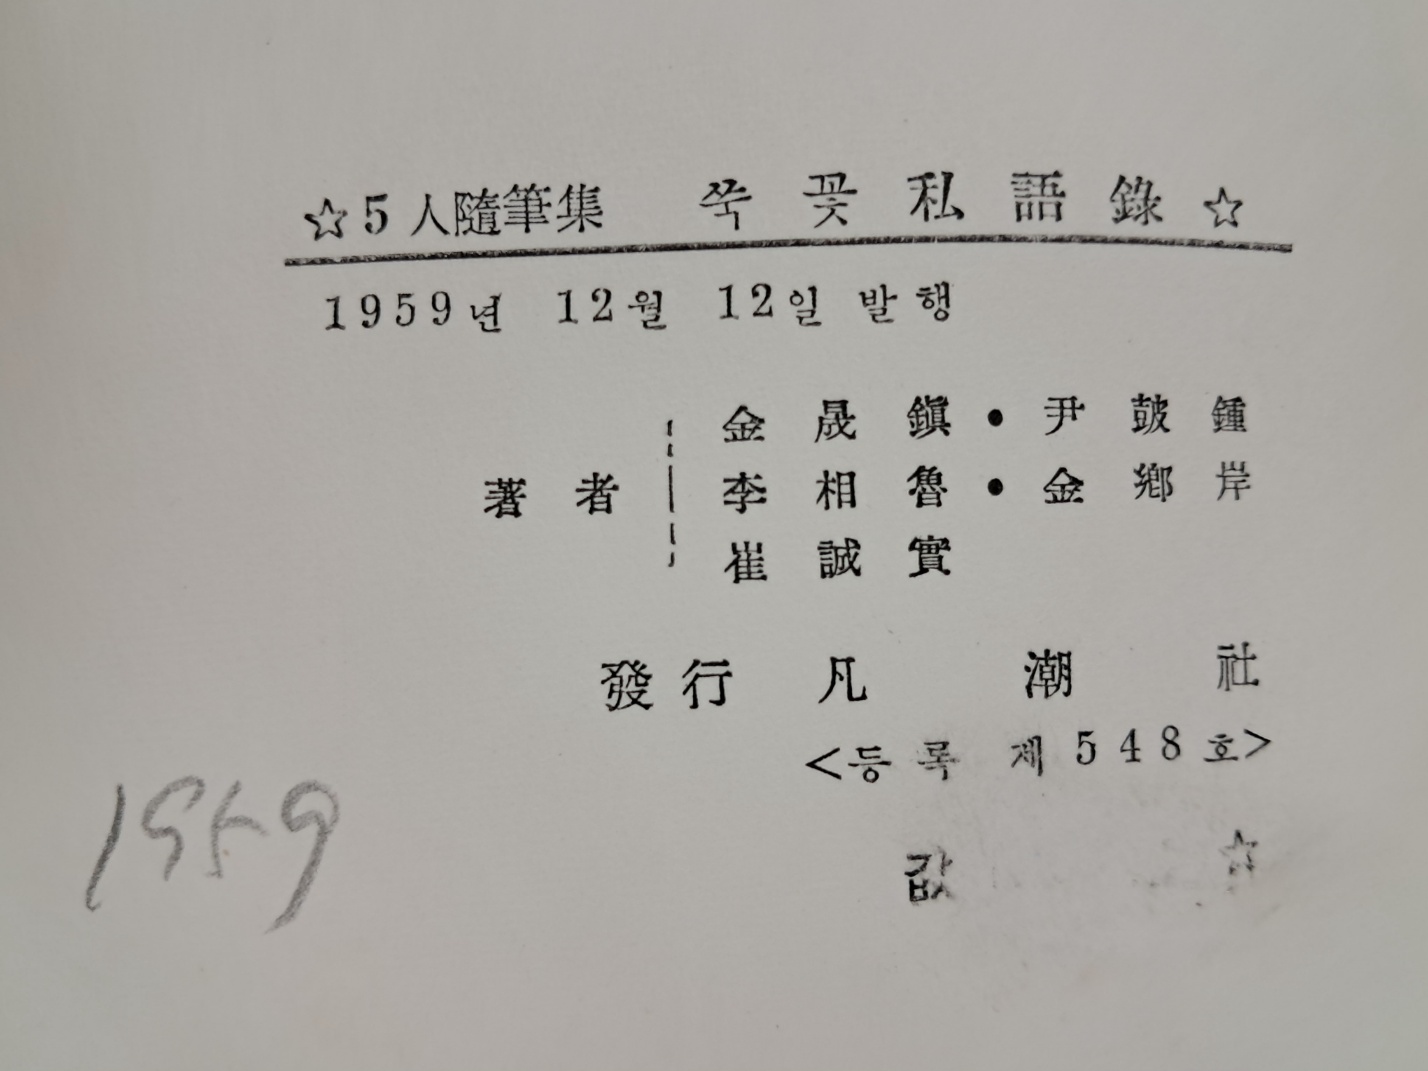 ☆5人隨筆集 쑥꽃私語錄☆
1959년 12월 12일 발행
著者
金晟鎭・尹鼓鍾
李相魯・金鄕岸
崔誠實
發行 凡潮社
<등록 제548호>
값 ☆
1959